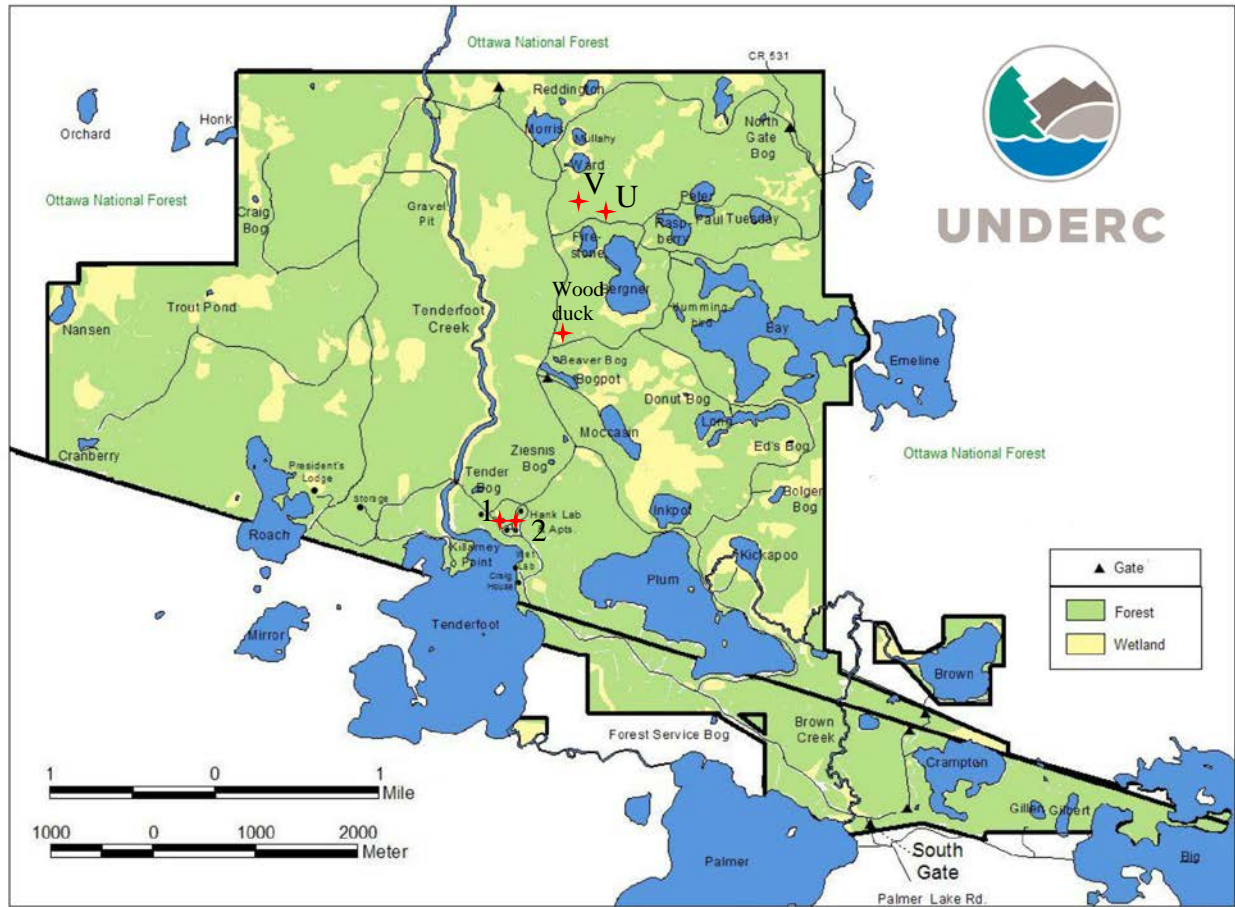 Ottawa National Forest
CR 531
Reddington
Orchard
Honk
Morris
Mullahy
North
Gate
Bog
Ward
UNDERC
Ottawa National Forest
V
U
Peter
Craig
Bog
Gravel
Pit
Paul
Tuesday
Rasp-
berry
Fire-
stone
Bergner
Wood
duck
Nansen
Trout Pond
Tenderfoot
Creek
Humming
bird
Bay
Emeline
Beaver Bog
Bogpot
Donut Bog
Moccasin
Long
Ed's Bog
Ottawa National Forest
Cranberry
Ziesnis
Bog
President's
Lodge
Tender
Bog
Storage
Bolger
Bog
1
2
Hank Lab
& Apts.
Inkpot
Roach
Killarney
Point
Wet
Lab
Craig
House
Plum
Kickapoo
Gate
Forest
Wetland
Mirror
Tenderfoot
Brown
Forest Service Bog
Brown
Creek
Crampton
1
0
1
Mile
1000
0
1000
2000
Meter
Gillen
Gilbert
South
Gate
Palmer
Big
Palmer Lake Rd.